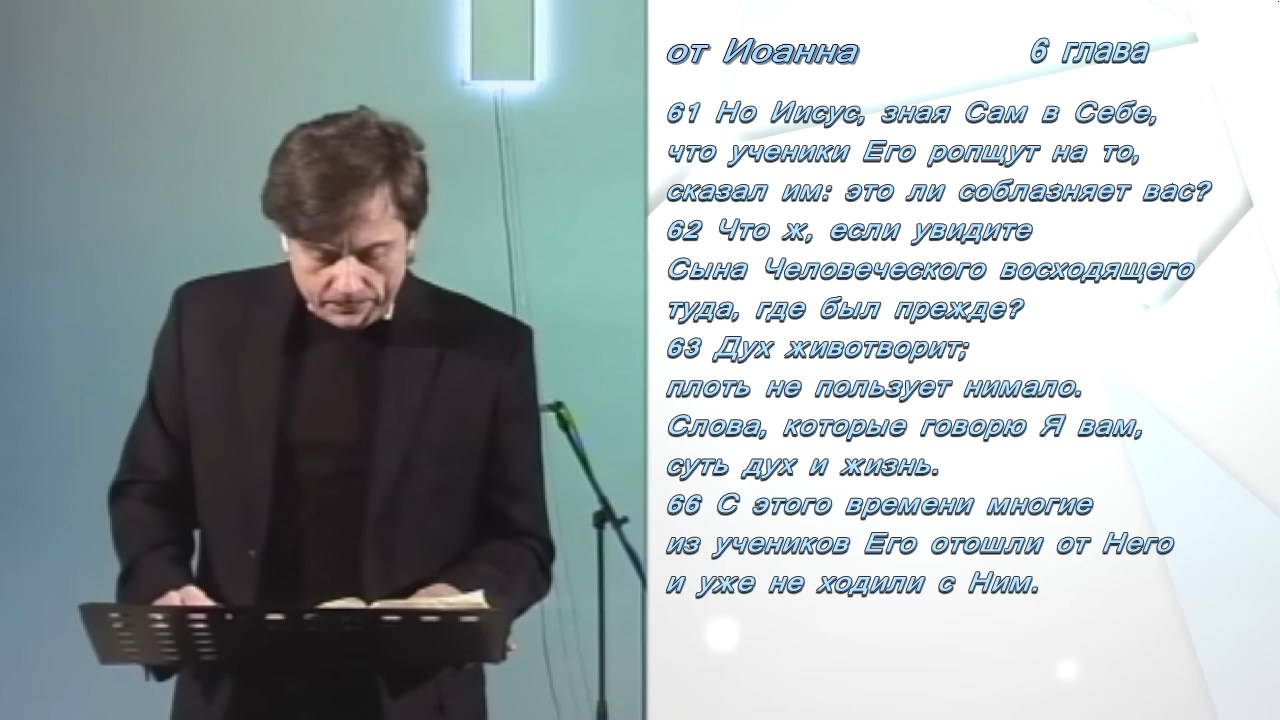 от Иоанна 6 глава
61 Но Иисус, зная Сам в Себе,
что ученики Его ропщут на то,
сказал им: это ли соблазняет вас?
62 Что ж, если увидите
Сына Человеческого восходящего
туда, где был прежде?
63 Дух животворит;
плоть не пользует нимало.
Слова, которые говорю Я вам,
суть дух и жизнь.
66 С этого времени многие
из учеников Его отошли от Него
и уже не ходили с Ним.